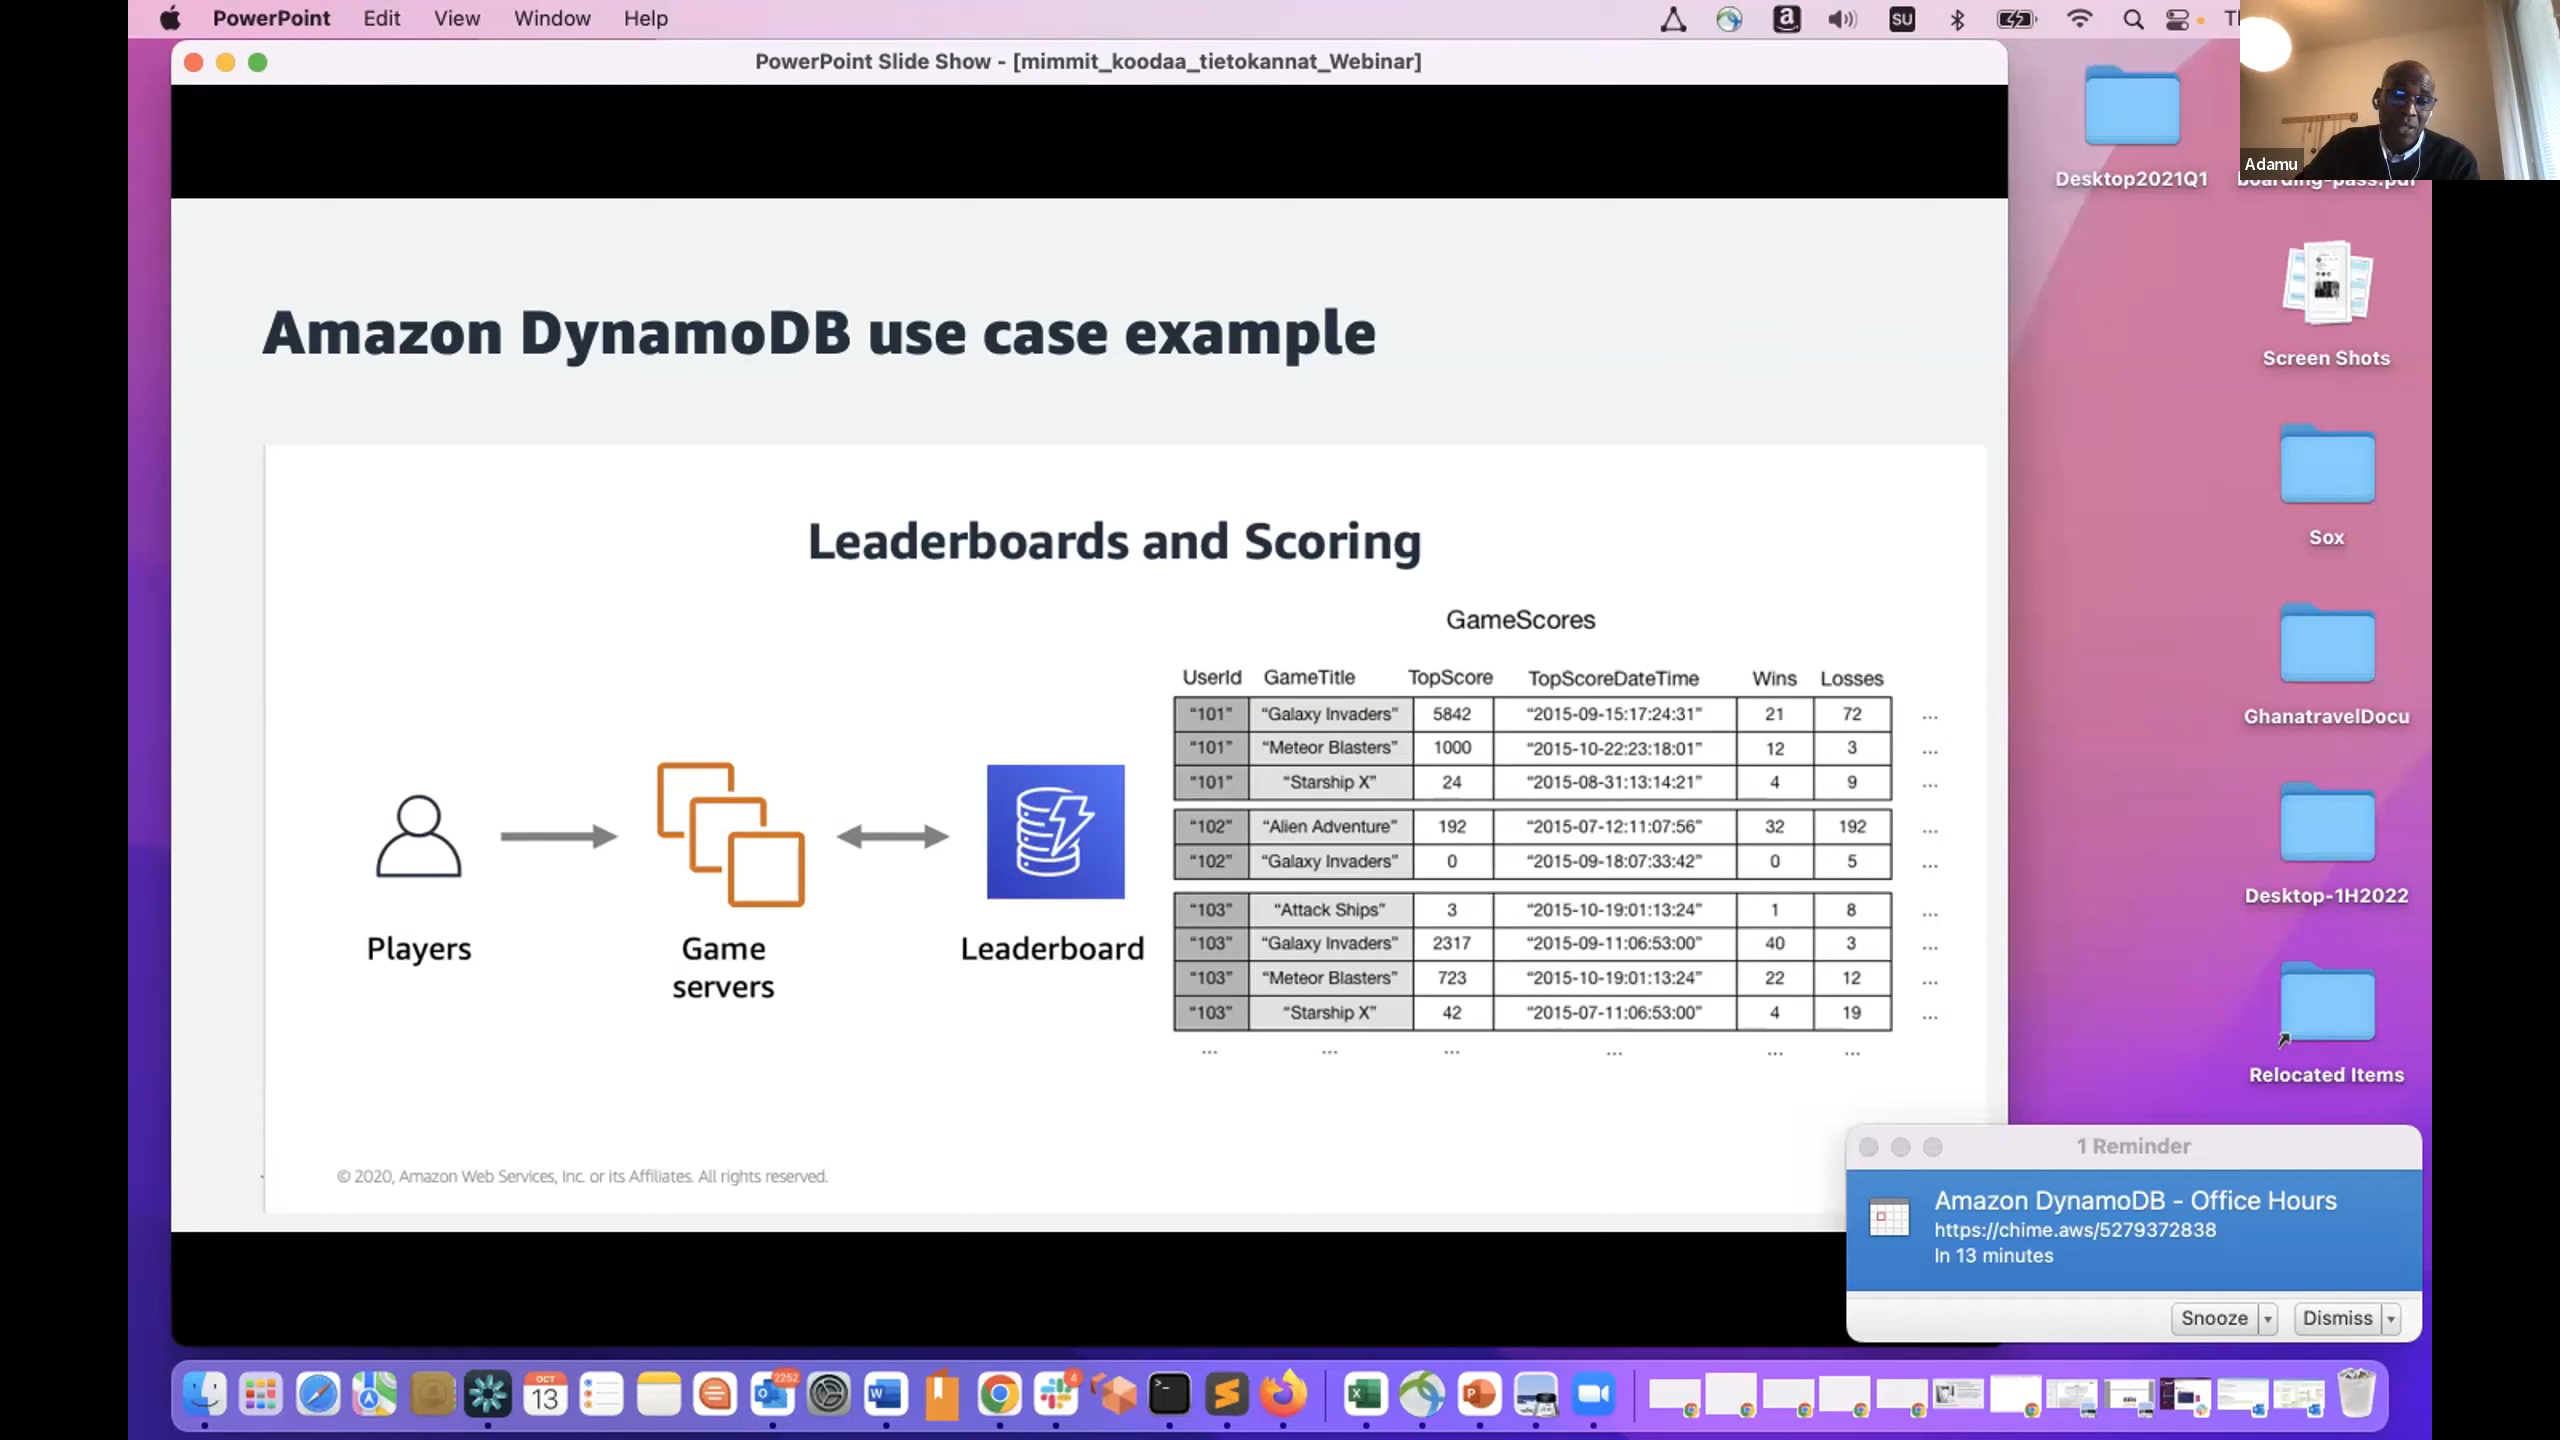 PowerPoint Edit View Window Help
PowerPoint Slide Show - [mimmit_koodaa_tietokannat_Webinar]
Amazon DynamoDB use case example
Leaderboards and Scoring
GameScores
UserId GameTitle TopScore TopScoreDateTime Wins Losses
“101” “Galaxy Invaders” 5842 “2015-09-15:17:24:31” 21 72 ...
“101” “Meteor Blasters” 1000 “2015-10-22:23:18:01” 12 3 ...
“101” “Starship X” 24 “2015-08-31:13:14:21” 4 9 ...
“102” “Alien Adventure” 192 “2015-07-12:11:07:56” 32 192 ...
“102” “Galaxy Invaders” 0 “2015-09-18:07:33:42” 0 5 ...
“103” “Attack Ships” 3 “2015-10-19:01:13:24” 1 8 ...
“103” “Galaxy Invaders” 2317 “2015-09-11:06:53:00” 40 3 ...
“103” “Meteor Blasters” 723 “2015-10-19:01:13:24” 22 12 ...
“103” “Starship X” 42 “2015-07-11:06:53:00” 4 19 ...
... ... ... ... ... ...
Players
Game
servers
Leaderboard
© 2020, Amazon Web Services, Inc. or its Affiliates. All rights reserved.
SU
Adamu
Desktop2021Q1
boarding-pass.pdf
Screen Shots
Sox
GhanatravelDocu
Desktop-1H2022
Relocated Items
1 Reminder
Amazon DynamoDB - Office Hours
https://chime.aws/5279372838
In 13 minutes
Snooze
Dismiss
OCT
13
2252
4